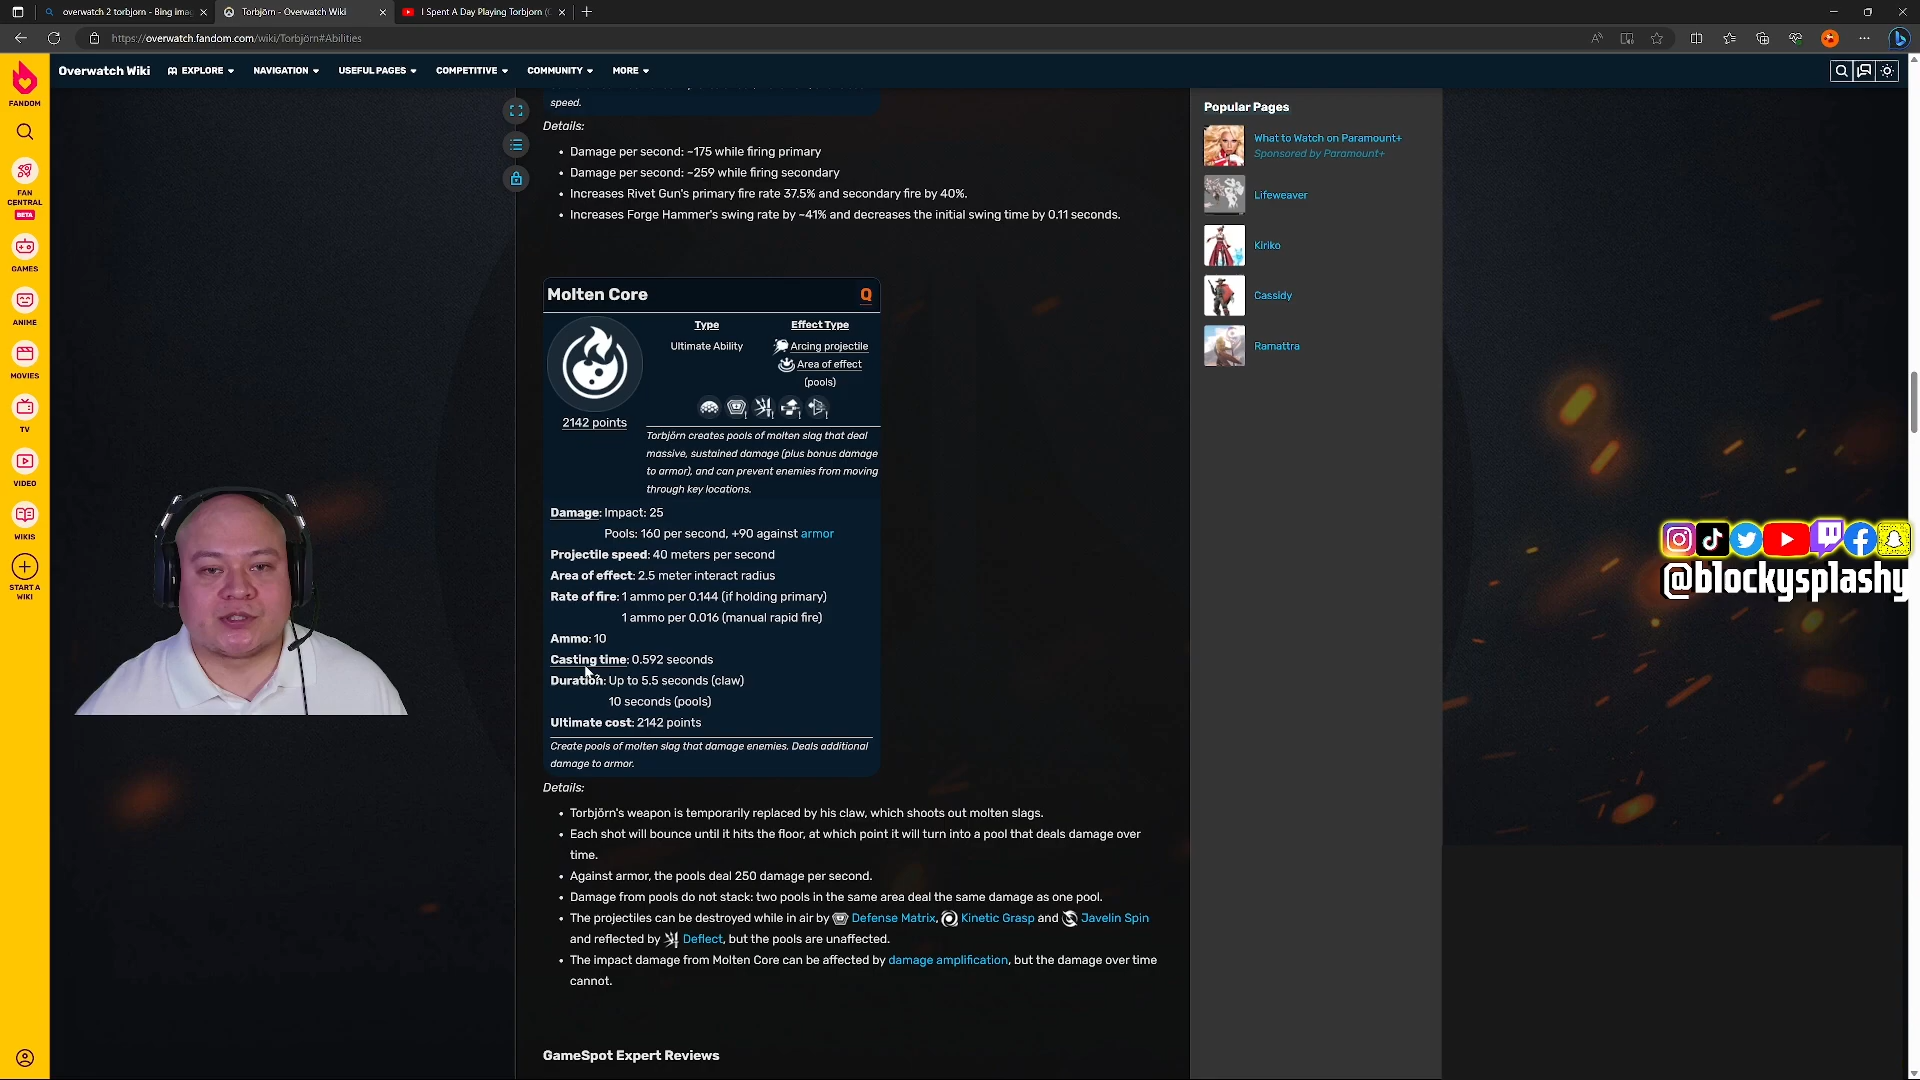 overwatch 2 torbjorn - Bing ima
Torbjörn - Overwatch Wiki
I Spent A Day Playing Torbjorn (
https://overwatch.fandom.com/wiki/Torbjörn#Abilities
Overwatch Wiki
EXPLORE
NAVIGATION
USEFUL PAGES
COMPETITIVE
COMMUNITY
MORE
FANDOM
FAN
CENTRAL
BETA
GAMES
ANIME
MOVIES
TV
VIDEO
WIKIS
START A
WIKI
speed.
Details:
• Damage per second: ~175 while firing primary
• Damage per second: ~259 while firing secondary
• Increases Rivet Gun's primary fire rate 37.5% and secondary fire by 40%.
• Increases Forge Hammer's swing rate by ~41% and decreases the initial swing time by 0.11 seconds.
Molten Core
Q
Type
Effect Type
Ultimate Ability
Arcing projectile
Area of effect
(pools)
2142 points
Torbjörn creates pools of molten slag that deal
massive, sustained damage (plus bonus damage
to armor), and can prevent enemies from moving
through key locations.
Damage: Impact: 25
Pools: 160 per second, +90 against armor
Projectile speed: 40 meters per second
Area of effect: 2.5 meter interact radius
Rate of fire: 1 ammo per 0.144 (if holding primary)
1 ammo per 0.016 (manual rapid fire)
Ammo: 10
Casting time: 0.592 seconds
Duration: Up to 5.5 seconds (claw)
10 seconds (pools)
Ultimate cost: 2142 points
Create pools of molten slag that damage enemies. Deals additional
damage to armor.
Details:
• Torbjörn's weapon is temporarily replaced by his claw, which shoots out molten slags.
• Each shot will bounce until it hits the floor, at which point it will turn into a pool that deals damage over
time.
• Against armor, the pools deal 250 damage per second.
• Damage from pools do not stack: two pools in the same area deal the same damage as one pool.
• The projectiles can be destroyed while in air by Defense Matrix, Kinetic Grasp and Javelin Spin
and reflected by Deflect, but the pools are unaffected.
• The impact damage from Molten Core can be affected by damage amplification, but the damage over time
cannot.
GameSpot Expert Reviews
Popular Pages
What to Watch on Paramount+
Sponsored by Paramount+
Lifeweaver
Kiriko
Cassidy
Ramattra
@blockysplashy